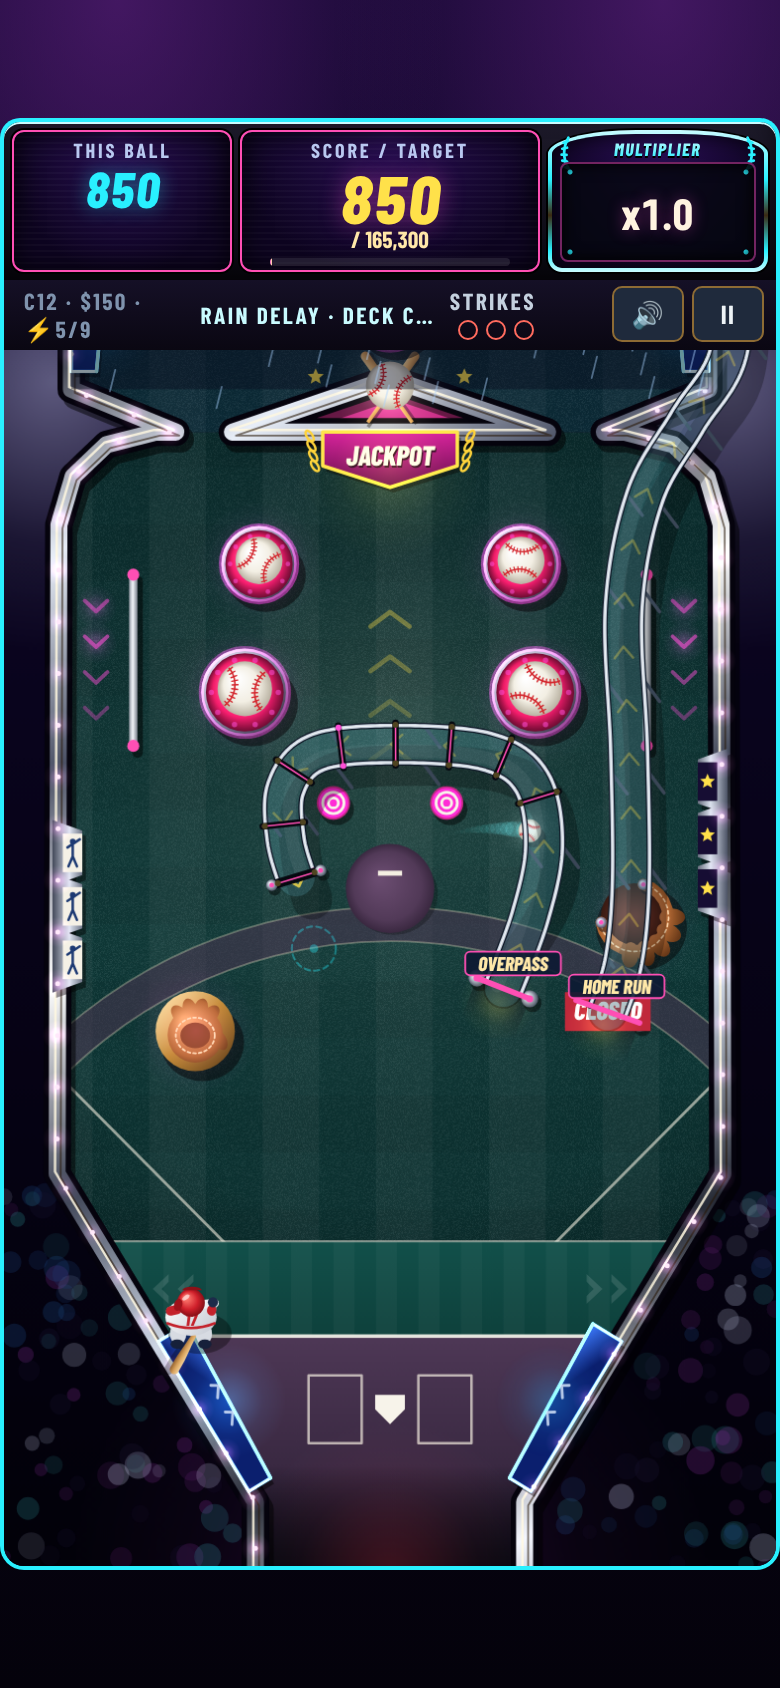 THIS BALL
850
SCORE / TARGET
850
/ 165,300
MULTIPLIER
x1.0
C12 · $150 ·
⚡5/9
RAIN DELAY · DECK C...
STRIKES
JACKPOT
OVERPASS
HOME RUN
CLOSED